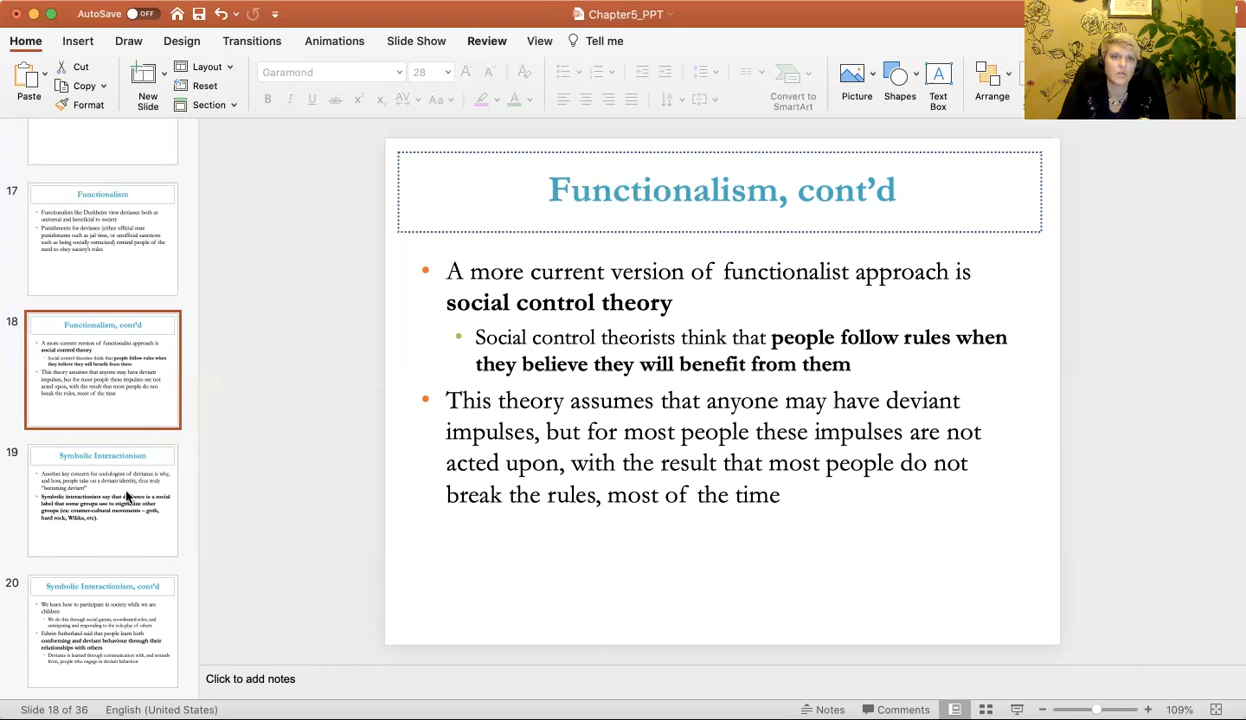 AutoSave OFF
Chapter5_PPT
Home Insert Draw Design Transitions Animations Slide Show Review View Tell me
Paste
Cut
Copy
Format
New
Slide
Layout
Reset
Section
Garamond 28
Convert to
SmartArt
Picture
Shapes
Text
Box
Arrange
17
Functionalism
Functionalists like Durkheim view deviance both as
universal and beneficial to society
Punishments for deviance (either official state
punishments such as jail time, or unofficial sanctions
such as being socially ostracized) remind people of the
need to obey society's rules
18
Functionalism, cont'd
A more current version of functionalist approach is
social control theory
Social control theorists think that people follow rules when
they believe they will benefit from them
This theory assumes that anyone may have deviant
impulses, but for most people these impulses are not
acted upon, with the result that most people do not
break the rules, most of the time
19
Symbolic Interactionism
Another key concern for sociologists of deviance is why,
and how, people take on a deviant identity, thus truly
"becoming deviant"
Symbolic interactionists say that deviance is a social
label that some groups use to stigmatize other
groups (ex: counter-cultural movements – goth,
hard rock, Wikka, etc).
20
Symbolic Interactionism, cont'd
We learn how to participate in society while we are
children
We do this through social games, coordinated roles, and
anticipating and responding to the role-play of others
Edwin Sutherland said that people learn both
conforming and deviant behaviour through their
relationships with others
Deviance is learned through communication with, and rewards
from, people who engage in deviant behaviour
Functionalism, cont'd
• A more current version of functionalist approach is
social control theory
• Social control theorists think that people follow rules when
they believe they will benefit from them
• This theory assumes that anyone may have deviant
impulses, but for most people these impulses are not
acted upon, with the result that most people do not
break the rules, most of the time
Click to add notes
Slide 18 of 36 English (United States) Notes Comments 109%